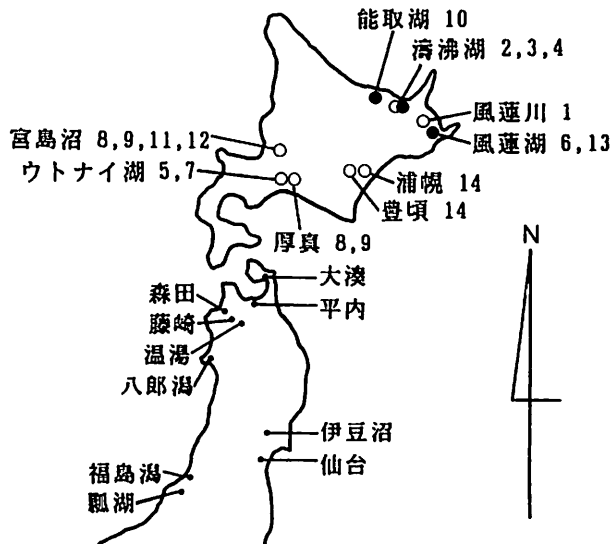 能取湖 10
濤沸湖 2,3,4
風蓮川 1
風蓮湖 6,13
宮島沼 8,9,11,12
ウトナイ湖 5,7
浦幌 14
豊頃 14
厚真 8,9
N
大湊
森田
平内
藤崎
温湯
八郎潟
伊豆沼
仙台
福島潟
瓢湖